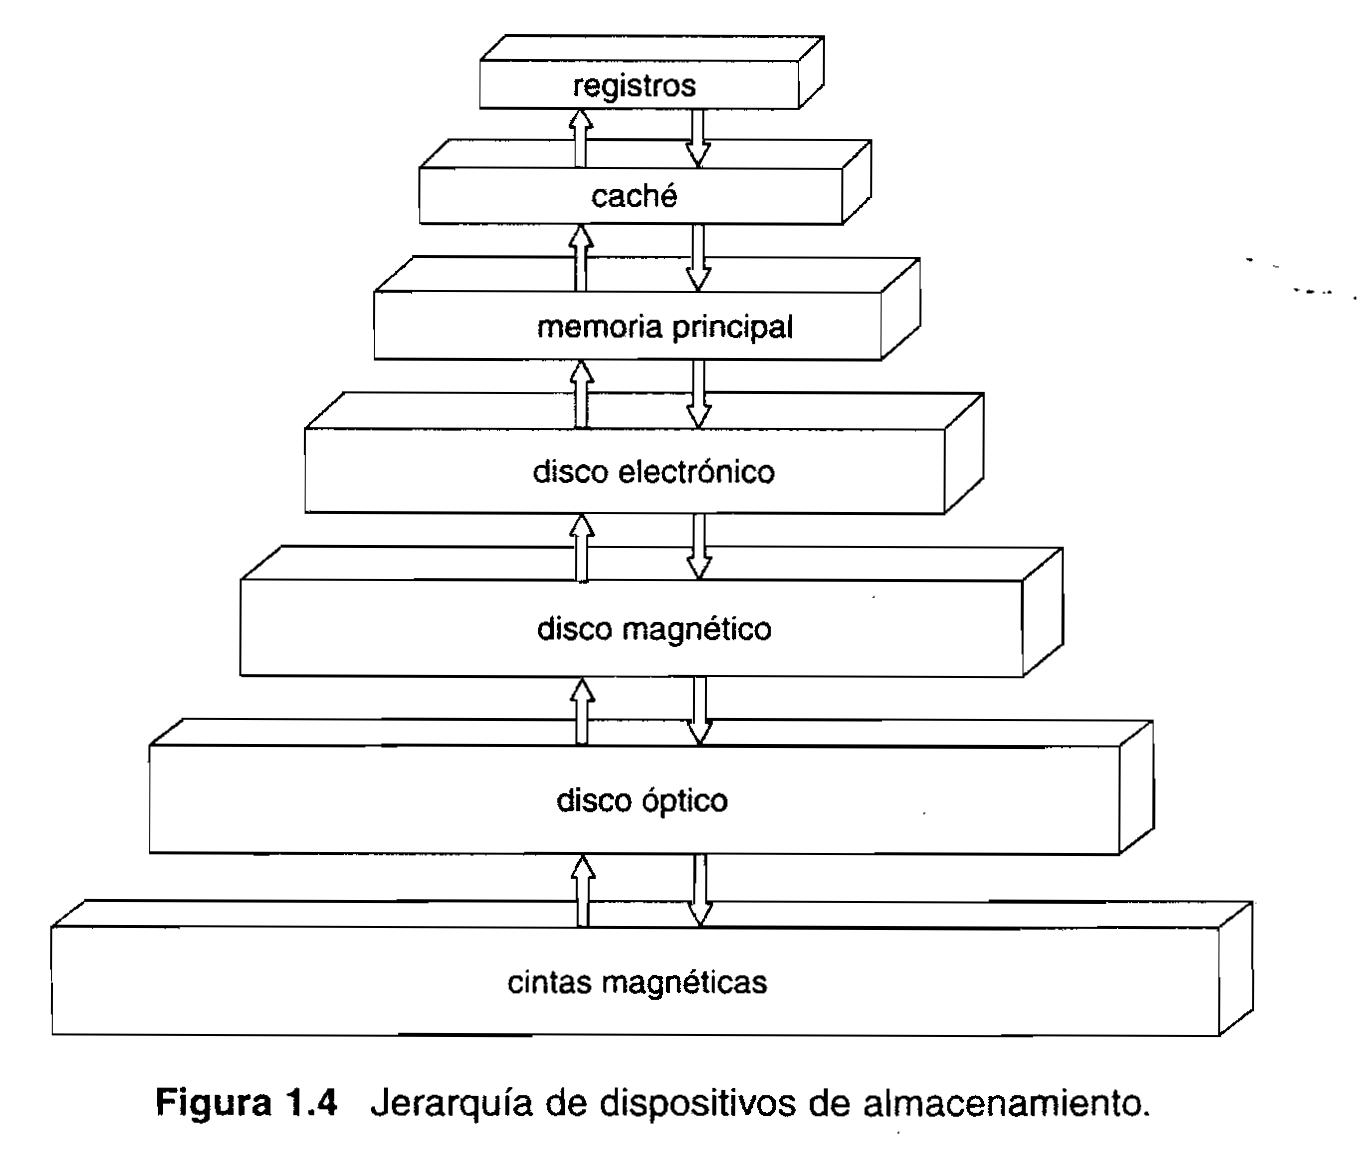 registros
caché
memoria principal
disco electrónico
disco magnético
disco óptico
cintas magnéticas
Figura 1.4 Jerarquía de dispositivos de almacenamiento.